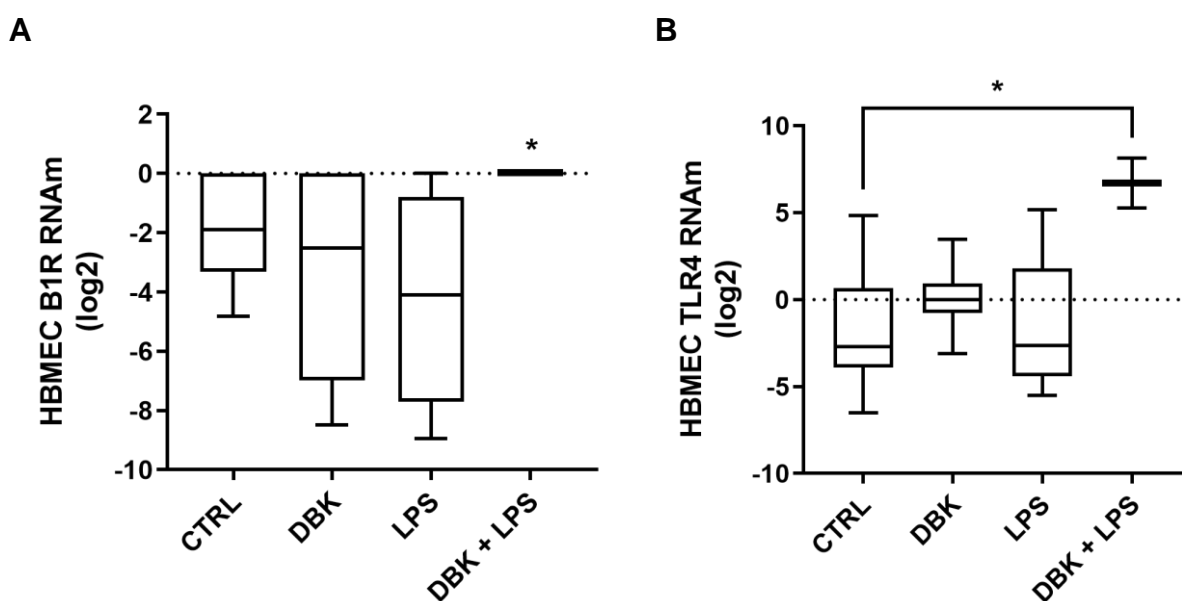 A
HBMEC B1R RNAm
(log2)
2
0
-2
-4
-6
-8
-10
*
CTRL
DBK
LPS
DBK + LPS
B
HBMEC TLR4 RNAm
(log2)
10
5
0
-5
-10
*
CTRL
DBK
LPS
DBK + LPS